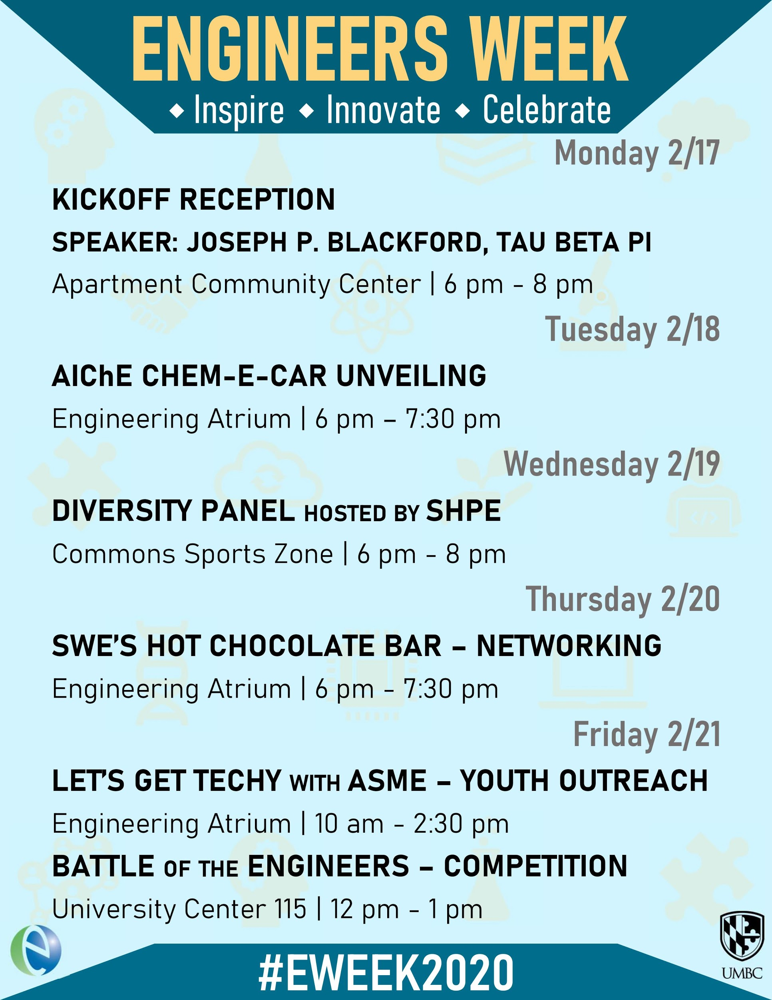 ENGINEERS WEEK
◆ Inspire ◆ Innovate ◆ Celebrate
Monday 2/17
KICKOFF RECEPTION
SPEAKER: JOSEPH P. BLACKFORD, TAU BETA PI
Apartment Community Center | 6 pm - 8 pm
Tuesday 2/18
AIChE CHEM-E-CAR UNVEILING
Engineering Atrium | 6 pm – 7:30 pm
Wednesday 2/19
DIVERSITY PANEL HOSTED BY SHPE
Commons Sports Zone | 6 pm - 8 pm
Thursday 2/20
SWE'S HOT CHOCOLATE BAR – NETWORKING
Engineering Atrium | 6 pm - 7:30 pm
Friday 2/21
LET'S GET TECHY WITH ASME – YOUTH OUTREACH
Engineering Atrium | 10 am - 2:30 pm
BATTLE OF THE ENGINEERS – COMPETITION
University Center 115 | 12 pm - 1 pm
e
#EWEEK2020
UMBC